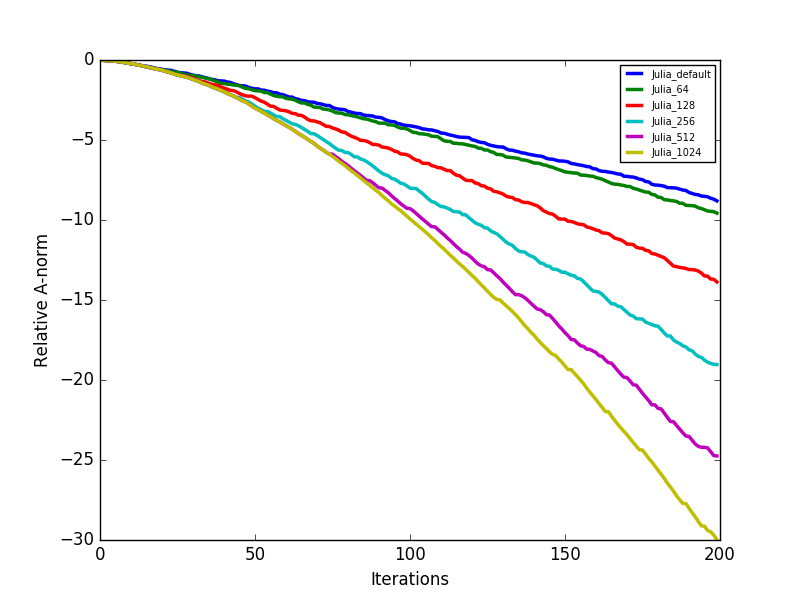 0
−5
−10
−15
−20
−25
−30
0
50
100
150
200
Iterations
Relative A-norm
Julia_default
Julia_64
Julia_128
Julia_256
Julia_512
Julia_1024